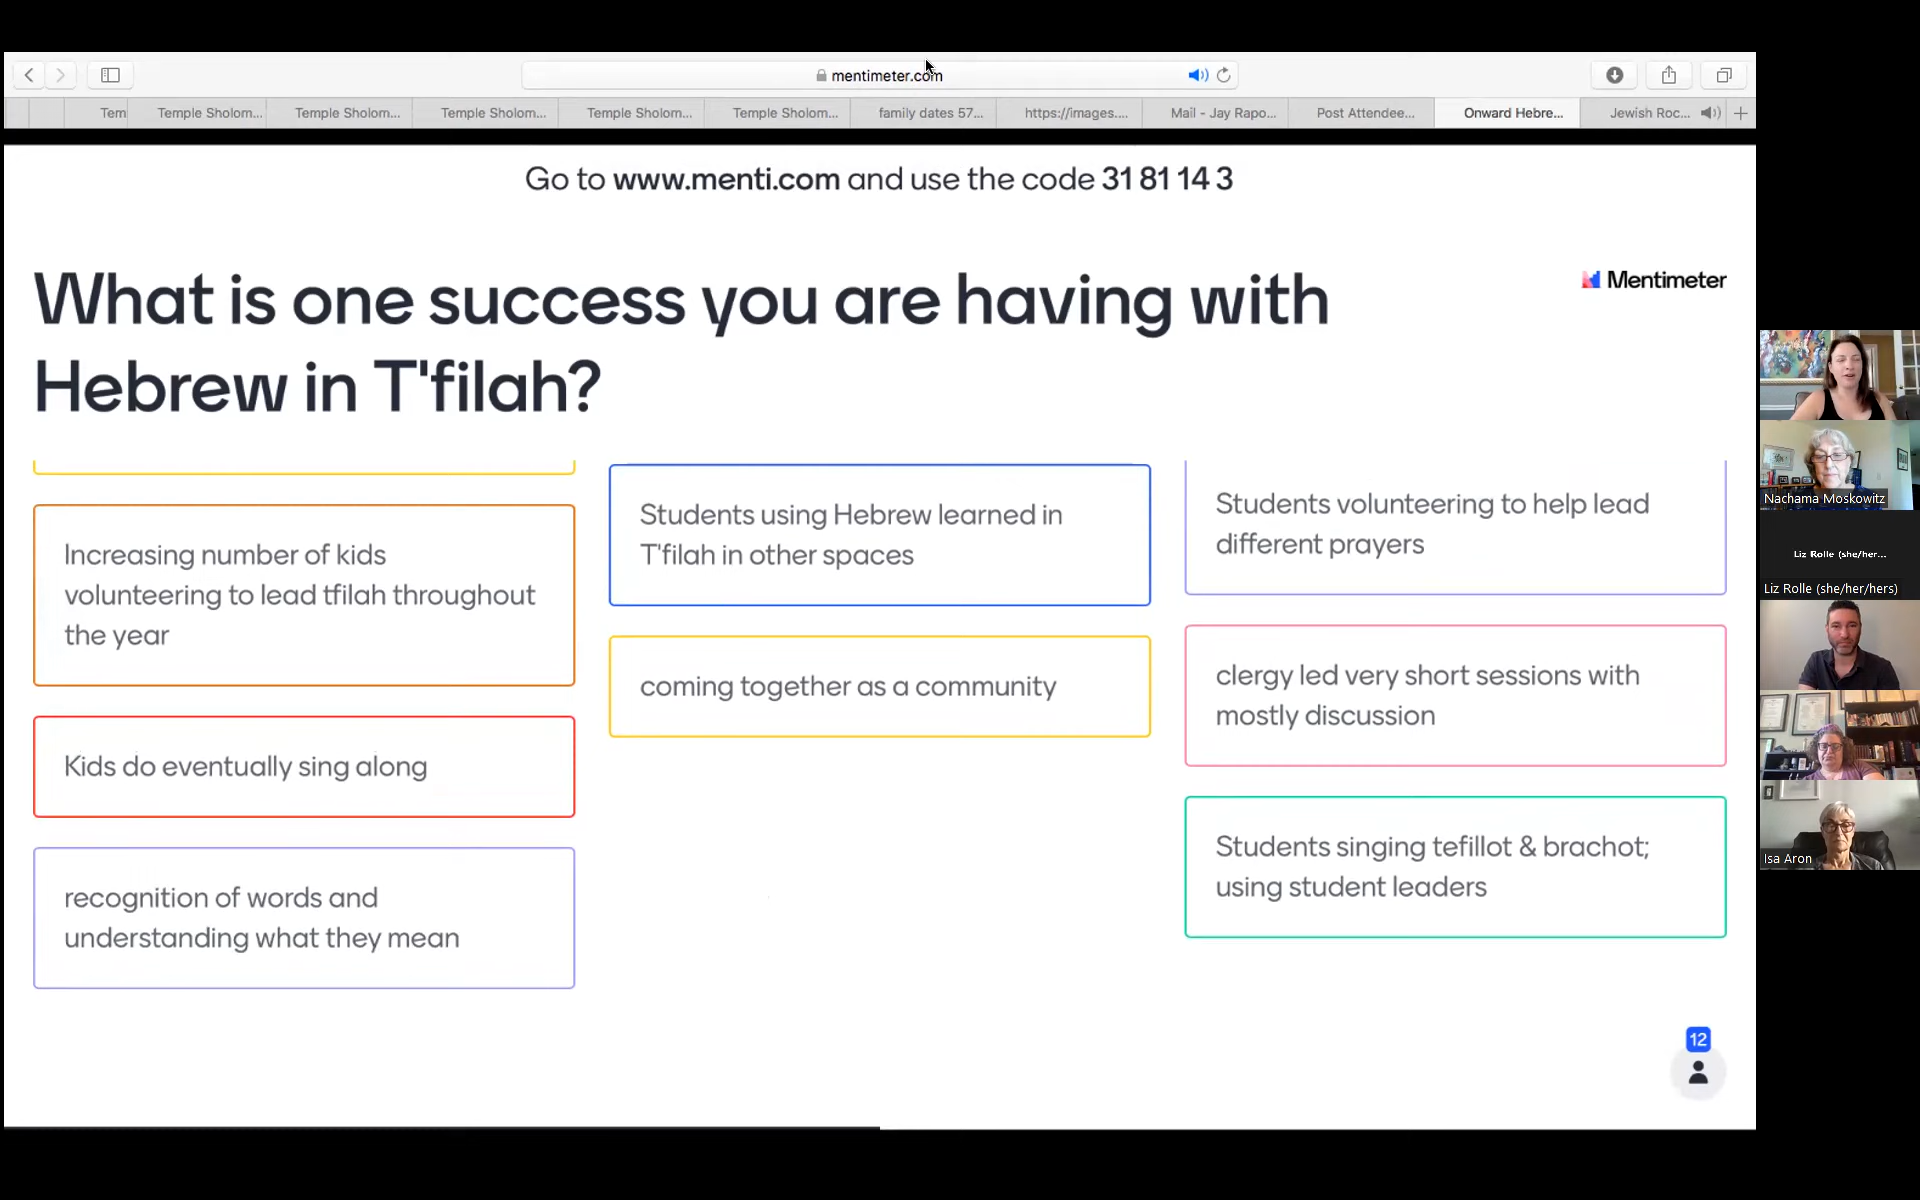 mentimeter.com
Tem
Temple Sholom...
Temple Sholom...
Temple Sholom...
Temple Sholom...
Temple Sholom...
family dates 57...
https://images....
Mail - Jay Rapo...
Post Attendee...
Onward Hebre...
Jewish Roc...
Go to www.menti.com and use the code 31 81 14 3
What is one success you are having with
Hebrew in T'filah?
Mentimeter
Increasing number of kids
volunteering to lead tfilah throughout
the year
Kids do eventually sing along
recognition of words and
understanding what they mean
Students using Hebrew learned in
T'filah in other spaces
coming together as a community
Students volunteering to help lead
different prayers
clergy led very short sessions with
mostly discussion
Students singing tefillot & brachot;
using student leaders
12
Nachama Moskowitz
Liz Rolle (she/her...
Liz Rolle (she/her/hers)
Isa Aron